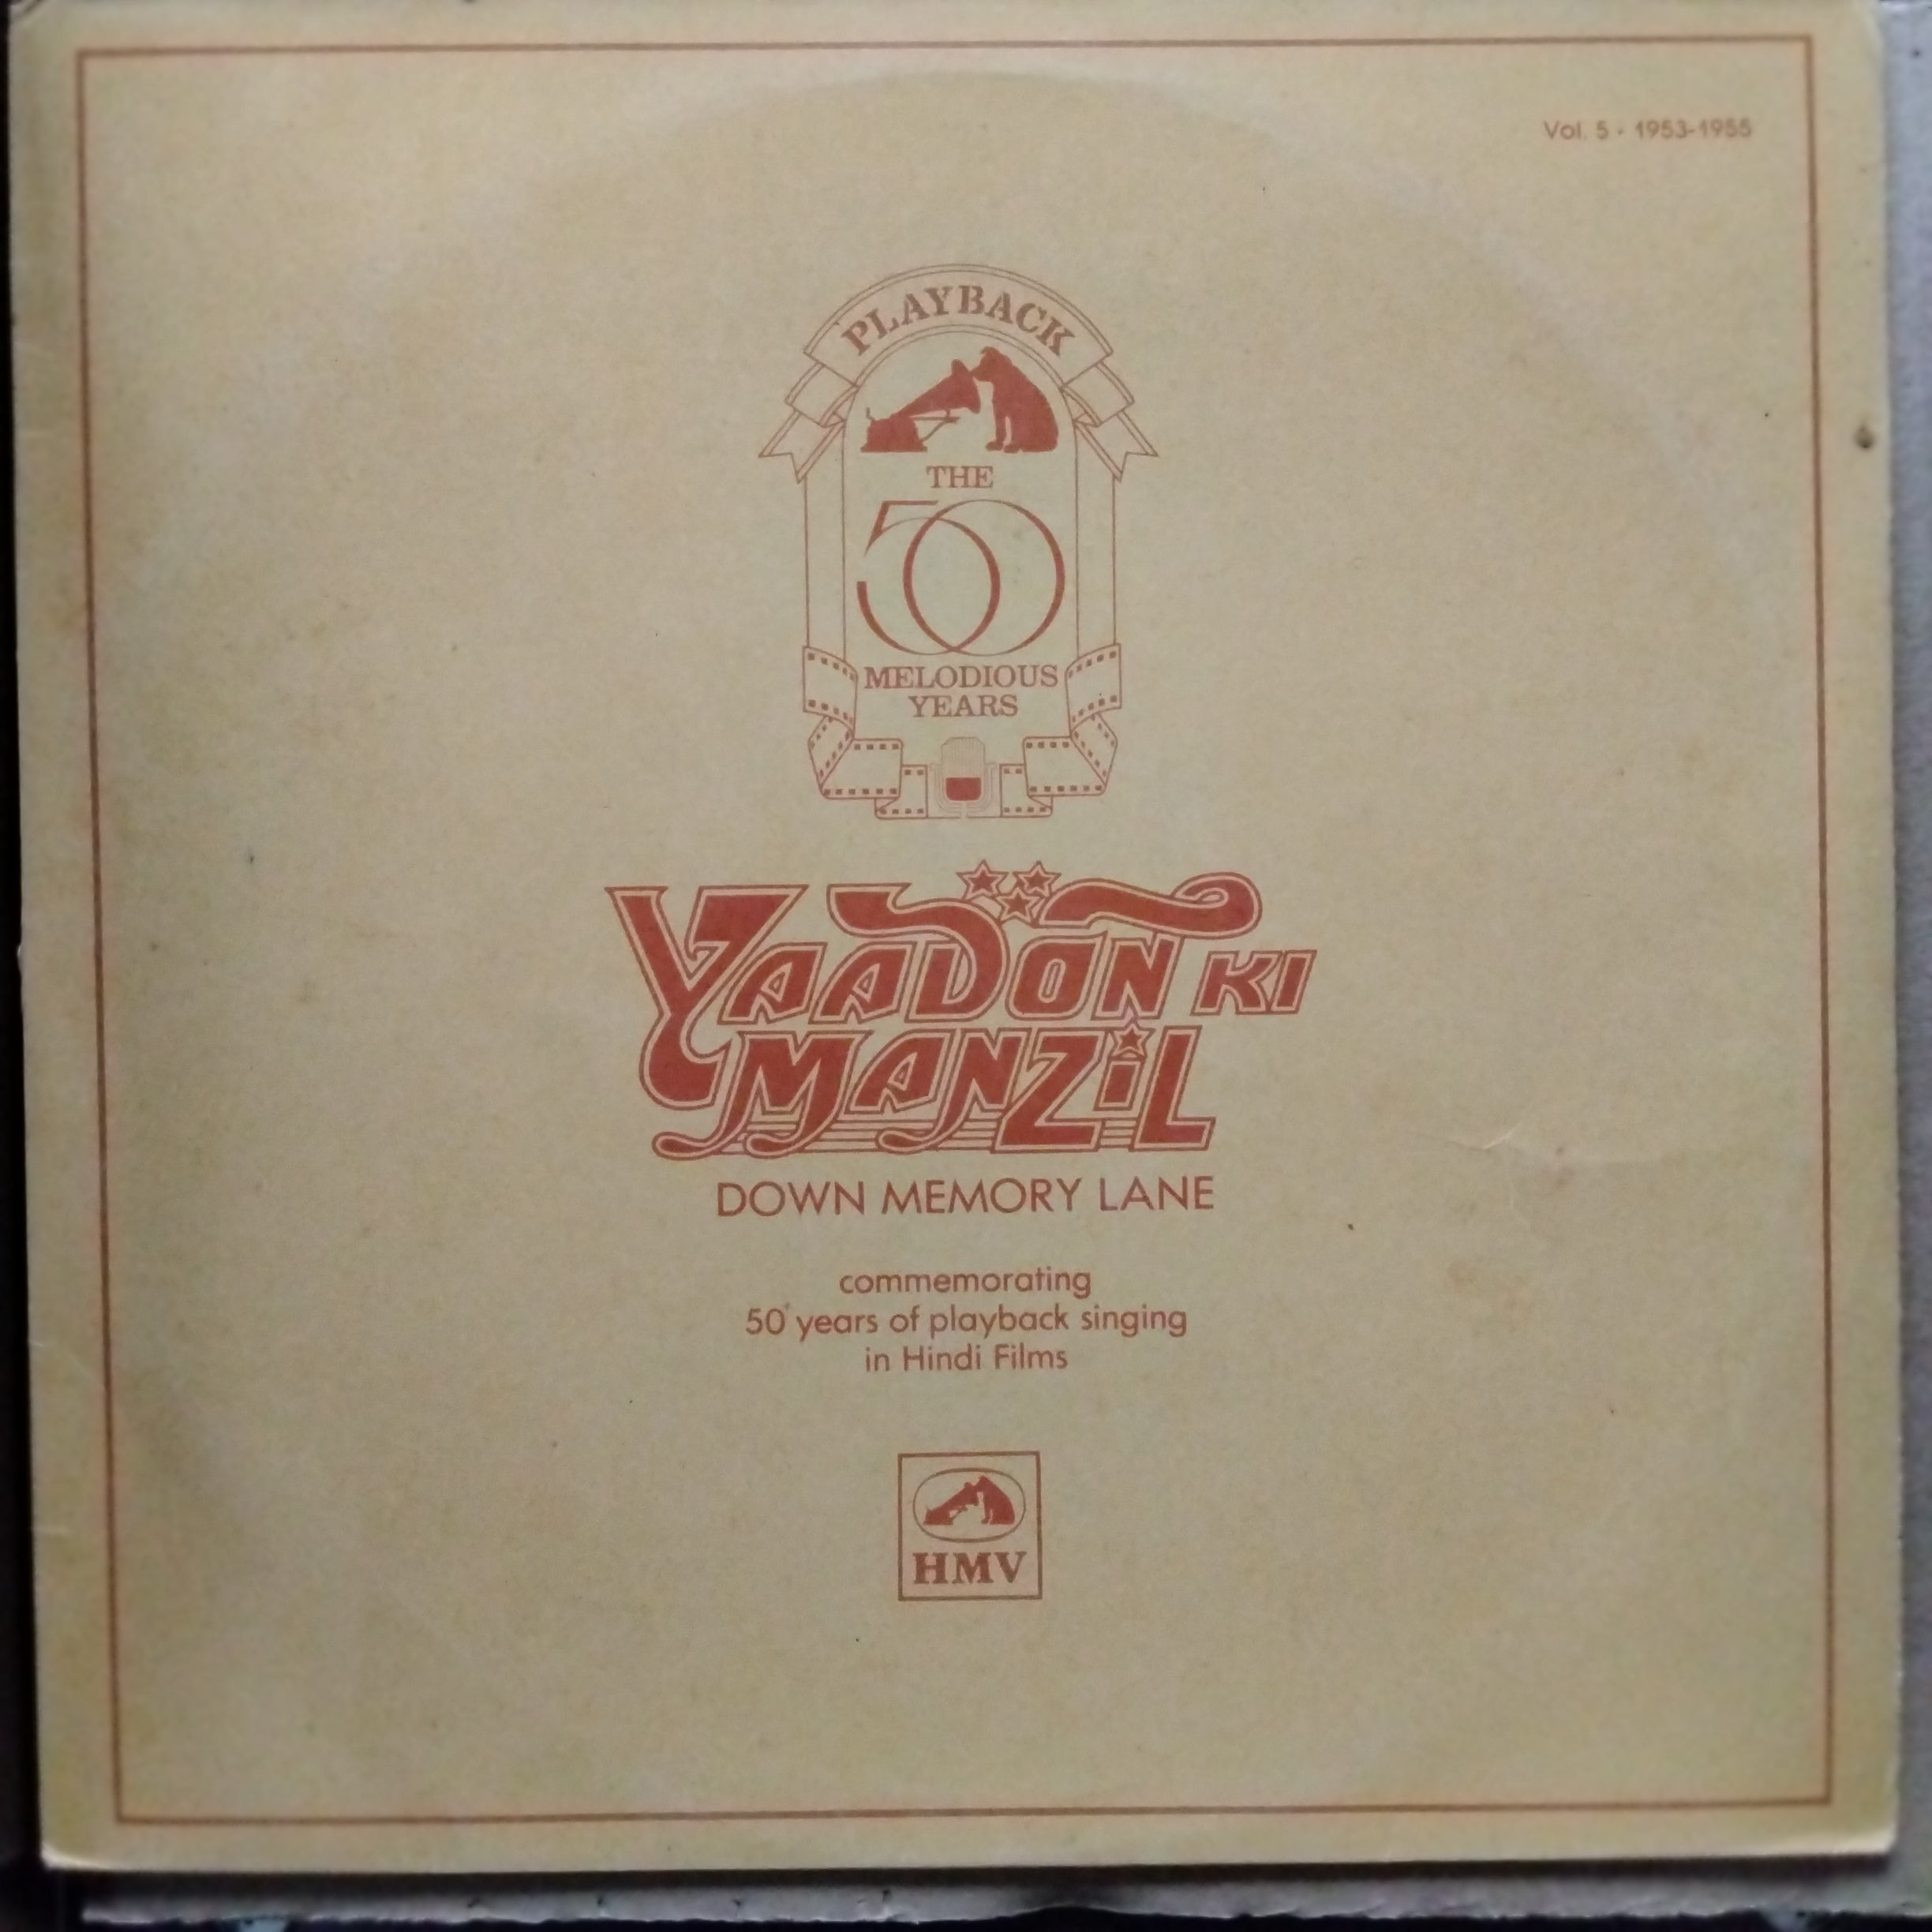 Vol. 5 · 1953-1955
PLAYBACK
THE
50
MELODIOUS
YEARS
YAADON KI
MANZiL
DOWN MEMORY LANE
commemorating
50 years of playback singing
in Hindi Films
HMV